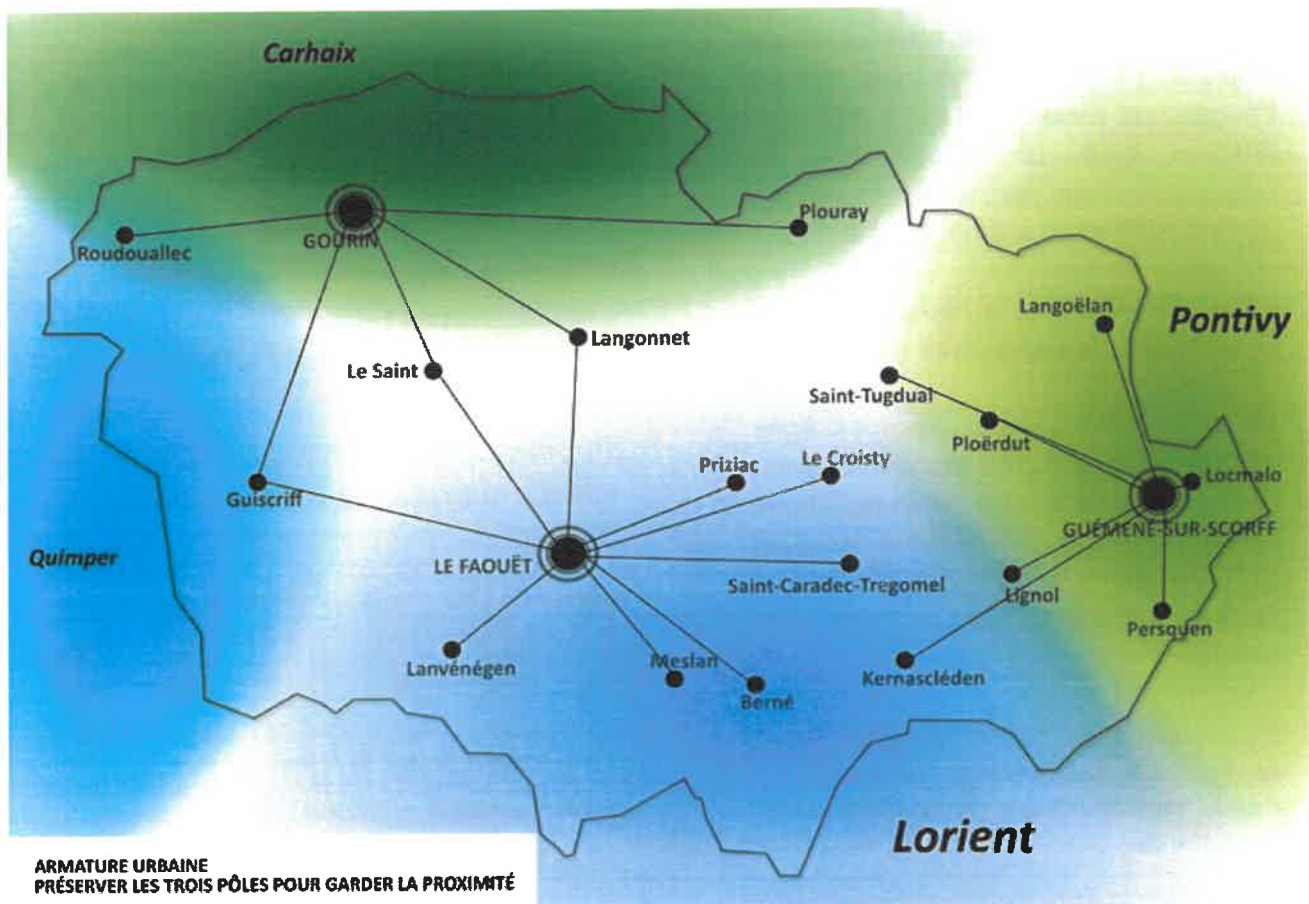 Carhaix
Plouray
GOURIN
Roudouallec
Langoëlan
Pontivy
Langonnet
Le Saint
Saint-Tugdual
Ploërdut
Le Croisty
Priziac
Locmalo
Guiscriff
GUÉMENÉ-SUR-SCORFF
Quimper
LE FAOUËT
Saint-Caradec-Tregomel
Lignol
Persquen
Lanvénégen
Meslan
Kernascléden
Berné
Lorient
ARMATURE URBAINE
PRÉSERVER LES TROIS PÔLES POUR GARDER LA PROXIMITÉ